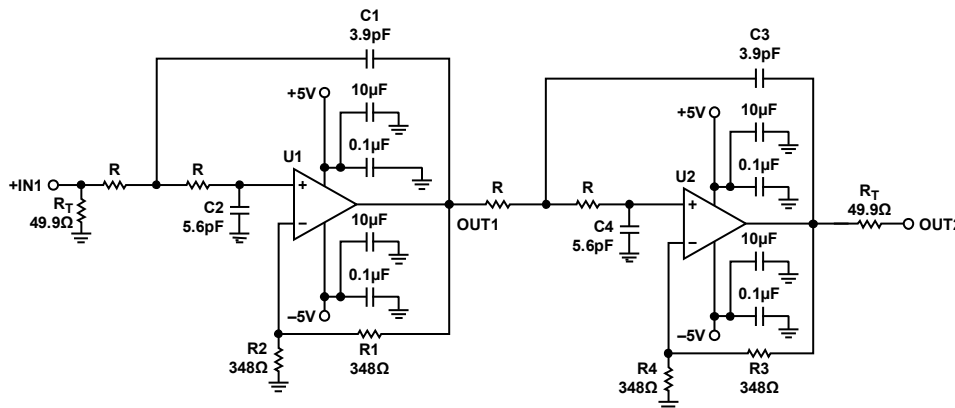 C1
3.9pF
+5V
10µF
0.1µF
U1
+IN1
R
R
R_T
49.9Ω
C2
5.6pF
+
−
10µF
0.1µF
−5V
R2
348Ω
R1
348Ω
OUT1
R
R
C3
3.9pF
+5V
10µF
0.1µF
U2
C4
5.6pF
+
−
10µF
0.1µF
−5V
R4
348Ω
R3
348Ω
R_T
49.9Ω
OUT2